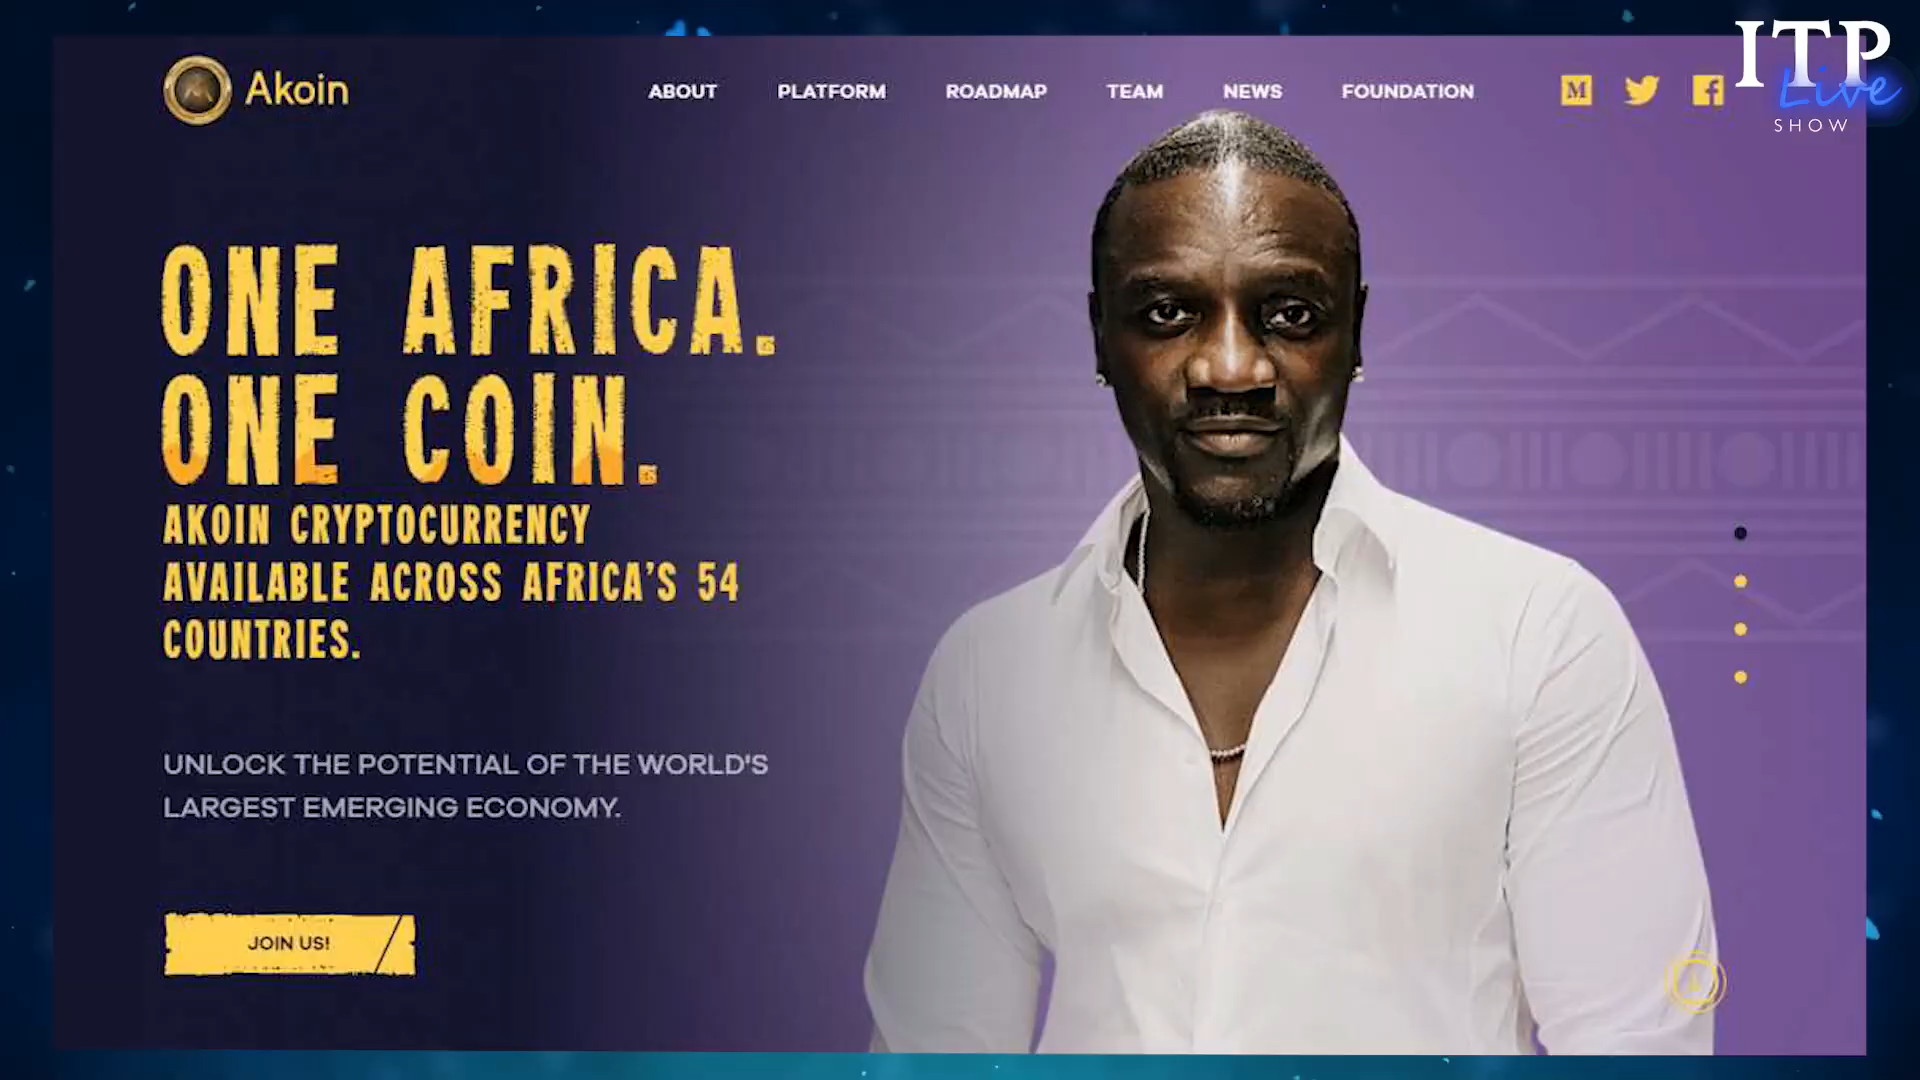 ITP
Live
SHOW
Akoin
ABOUT
PLATFORM
ROADMAP
TEAM
NEWS
FOUNDATION
M
ONE AFRICA.
ONE COIN.
AKOIN CRYPTOCURRENCY
AVAILABLE ACROSS AFRICA'S 54
COUNTRIES.
UNLOCK THE POTENTIAL OF THE WORLD'S
LARGEST EMERGING ECONOMY.
JOIN US!